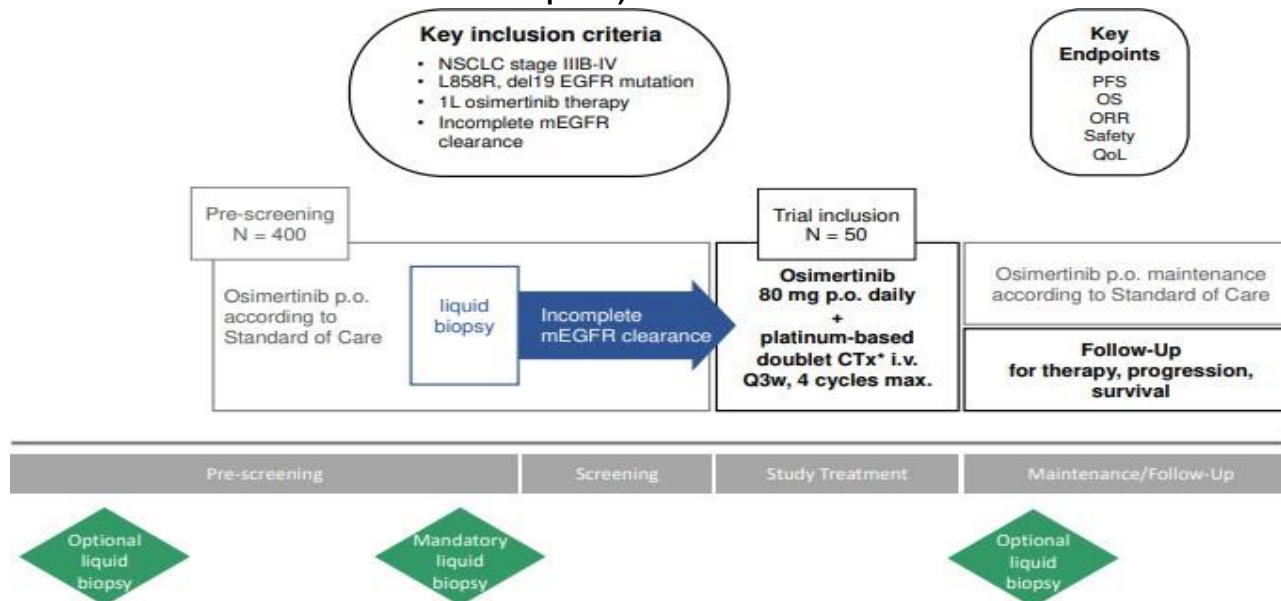 Key inclusion criteria
• NSCLC stage IIIB-IV
• L858R, del19 EGFR mutation
• 1L osimertinib therapy
• Incomplete mEGFR
clearance
Key
Endpoints
PFS
OS
ORR
Safety
QoL
Pre-screening
N = 400
Osimertinib p.o.
according to
Standard of Care
liquid
biopsy
Incomplete
mEGFR clearance
Trial inclusion
N = 50
Osimertinib
80 mg p.o. daily
+
platinum-based
doublet CTx* i.v.
Q3w, 4 cycles max.
Osimertinib p.o. maintenance
according to Standard of Care
Follow-Up
for therapy, progression,
survival
Pre-screening
Screening
Study Treatment
Maintenance/Follow-Up
Optional
liquid
biopsy
Mandatory
liquid
biopsy
Optional
liquid
biopsy